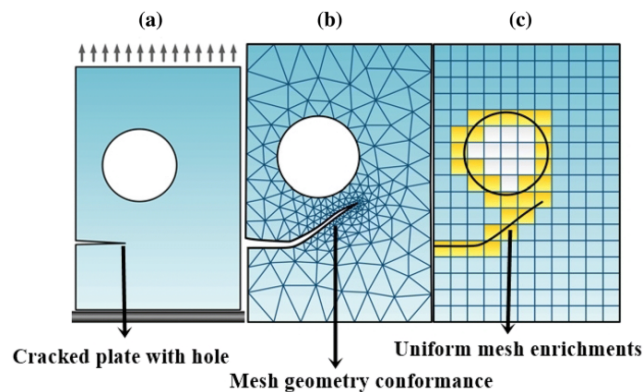 (a)
(b)
(c)
Cracked plate with hole
Uniform mesh enrichments
Mesh geometry conformance